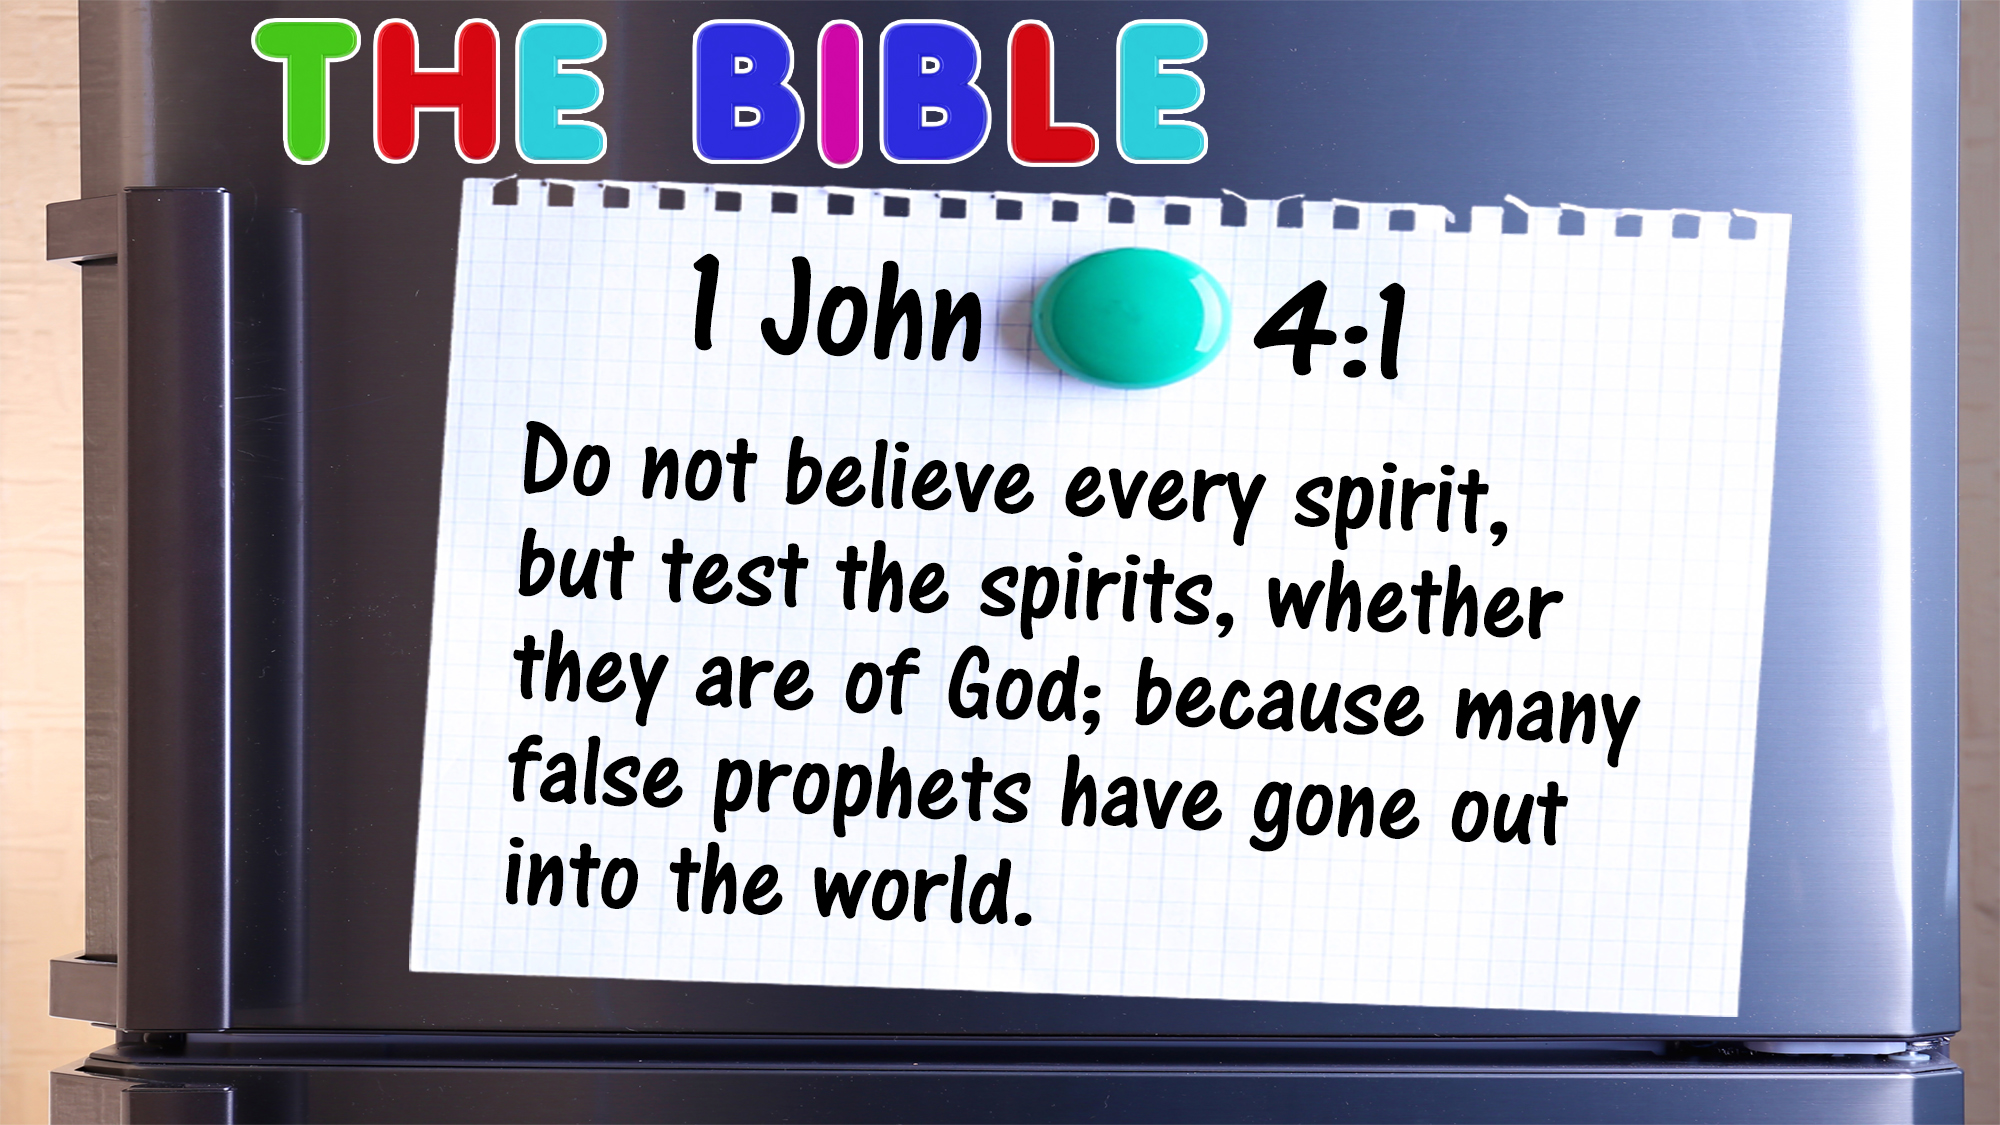 THE BIBLE
1 John 4:1
Do not believe every spirit,
but test the spirits, whether
they are of God; because many
false prophets have gone out
into the world.